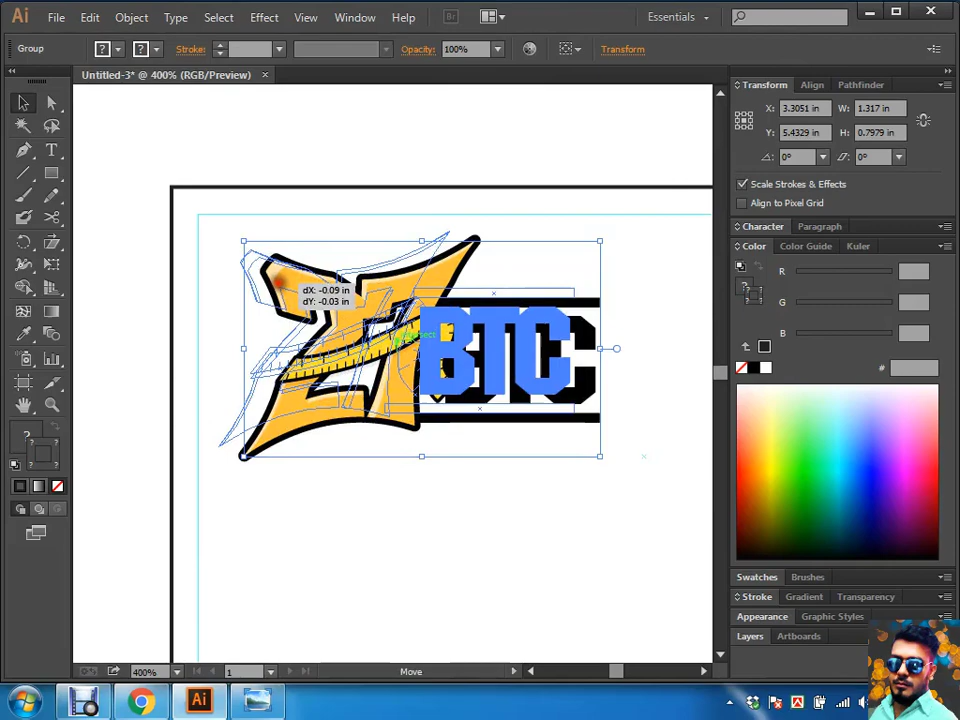 Ai File Edit Object Type Select Effect View Window Help Br Essentials
Group ? ? Stroke: Opacity: 100% Transform
Untitled-3* @ 400% (RGB/Preview) ×
Transform Align Pathfinder
X: 3.3051 in W: 1.317 in
Y: 5.4329 in H: 0.7979 in
0° 0°
Scale Strokes & Effects
Align to Pixel Grid
Character Paragraph
Color Color Guide Kuler
R
G
B
#
dX: -0.09 in
dY: -0.03 in
BTC
Swatches Brushes
Stroke Gradient Transparency
Appearance Graphic Styles
Layers Artboards
400% 1 Move
Ai